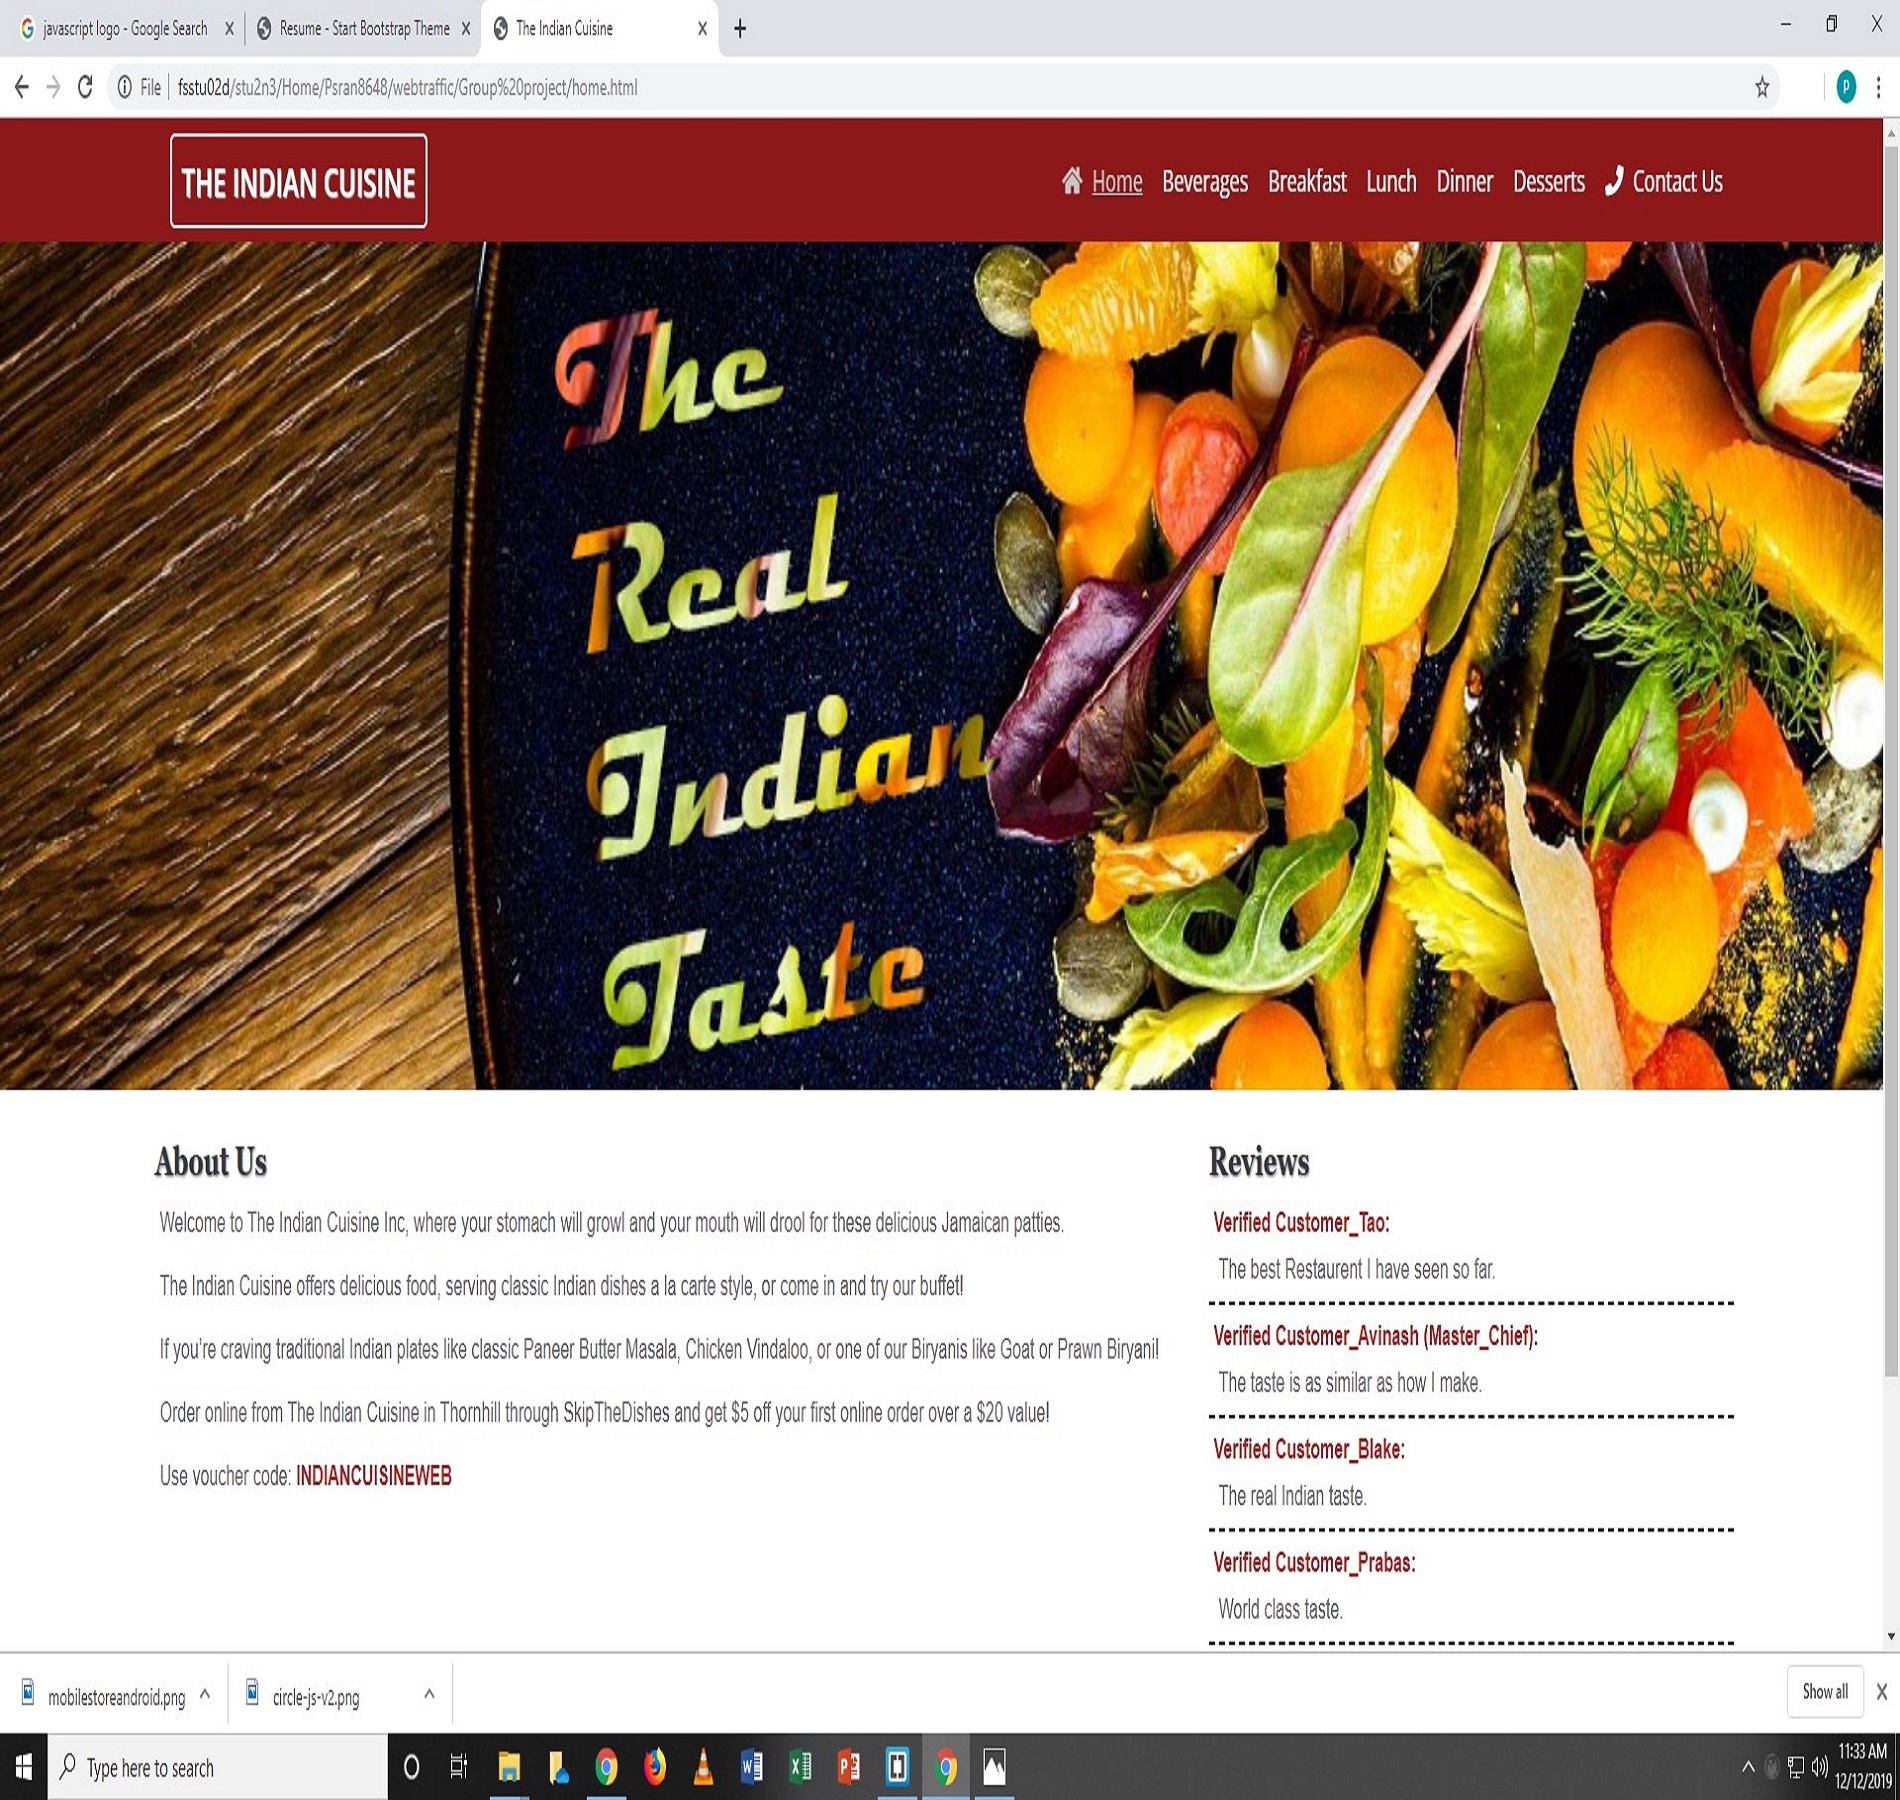 javascript logo - Google Search
Resume - Start Bootstrap Theme
The Indian Cuisine
File
fsstu02d/stu2n3/Home/Psran8648/webtraffic/Group%20project/home.html
P
THE INDIAN CUISINE
Home Beverages Breakfast Lunch Dinner Desserts Contact Us
The
Real
Indian
Taste
About Us
Welcome to The Indian Cuisine Inc, where your stomach will growl and your mouth will drool for these delicious Jamaican patties.
The Indian Cuisine offers delicious food, serving classic Indian dishes a la carte style, or come in and try our buffet!
If you’re craving traditional Indian plates like classic Paneer Butter Masala, Chicken Vindaloo, or one of our Biryanis like Goat or Prawn Biryani!
Order online from The Indian Cuisine in Thornhill through SkipTheDishes and get $5 off your first online order over a $20 value!
Use voucher code: INDIANCUISINEWEB
Reviews
Verified Customer_Tao:
The best Restaurent I have seen so far.
Verified Customer_Avinash (Master_Chief):
The taste is as similar as how I make.
Verified Customer_Blake:
The real Indian taste.
Verified Customer_Prabas:
World class taste.
mobilestoreandroid.png
circle-js-v2.png
Show all
Type here to search
11:33 AM
12/12/2019